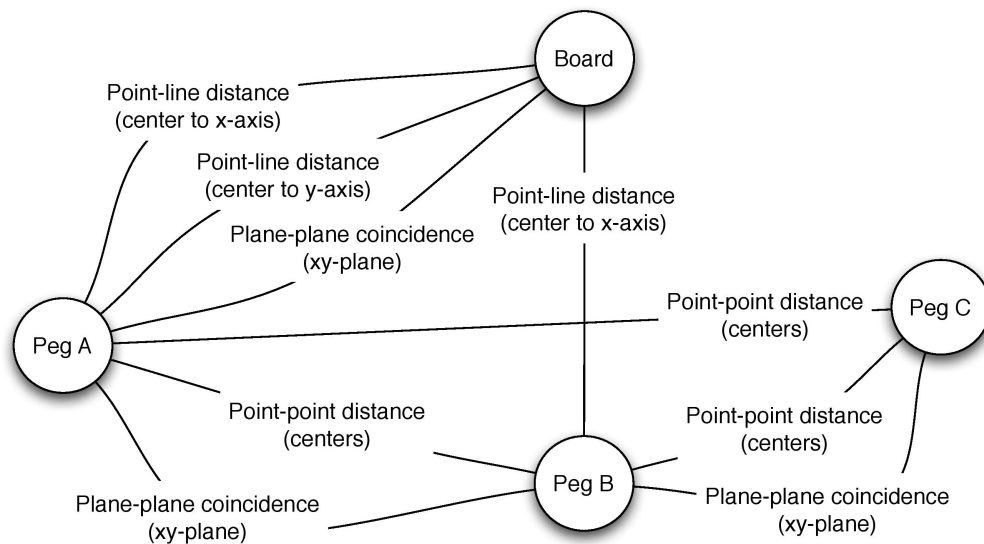 Board
Point-line distance
(center to x-axis)
Point-line distance
(center to y-axis)
Point-line distance
(center to x-axis)
Plane-plane coincidence
(xy-plane)
Peg A
Point-point distance
(centers)
Peg C
Point-point distance
(centers)
Point-point distance
(centers)
Peg B
Plane-plane coincidence
(xy-plane)
Plane-plane coincidence
(xy-plane)